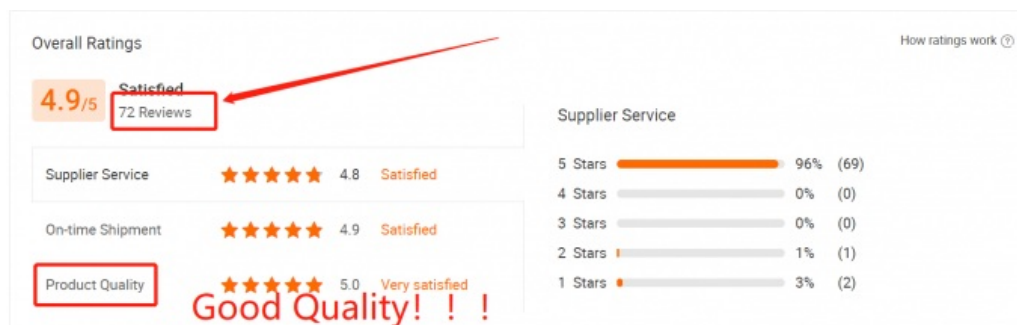 Overall Ratings
How ratings work ?
4.9/5
Satisfied
72 Reviews
Supplier Service 4.8 Satisfied
On-time Shipment 4.9 Satisfied
Product Quality 5.0 Very satisfied
Good Quality! ! !
Supplier Service
5 Stars 96% (69)
4 Stars 0% (0)
3 Stars 0% (0)
2 Stars 1% (1)
1 Stars 3% (2)